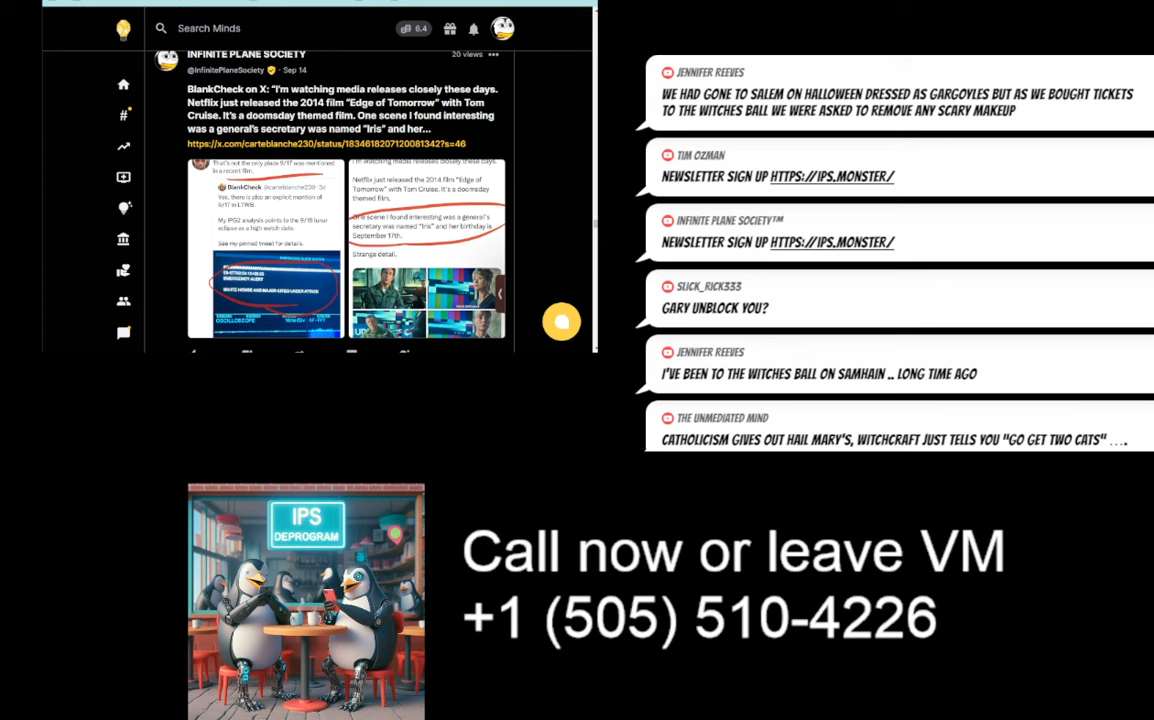 Search Minds
6.4
INFINITE PLANE SOCIETY
20 views
@InfinitePlaneSociety · Sep 14
BlankCheck on X: "I'm watching media releases closely these days.
Netflix just released the 2014 film "Edge of Tomorrow" with Tom
Cruise. It's a doomsday themed film. One scene I found interesting
was a general's secretary was named "Iris" and her...
https://x.com/carteblanche230/status/1834618207120081342?s=46
That's not the only place 9/17 was mentioned
in a recent film.
BlankCheck @carteblanche230 · 3d
Yes, there is also an explicit mention of
9/17 in LTWB.
My IPG2 analysis points to the 9/18 lunar
eclipse as a high watch date.
See my pinned tweet for details.
EMERGENCY ALERT
WHITE HOUSE AND MAJOR CITIES UNDER ATTACK
OSCILLOSCOPE
I'm watching media releases closely these days.
Netflix just released the 2014 film "Edge of
Tomorrow" with Tom Cruise. It's a doomsday
themed film.
One scene I found interesting was a general's
secretary was named "Iris" and her birthday is
September 17th.
Strange detail.
JENNIFER REEVES
WE HAD GONE TO SALEM ON HALLOWEEN DRESSED AS GARGOYLES BUT AS WE BOUGHT TICKETS
TO THE WITCHES BALL WE WERE ASKED TO REMOVE ANY SCARY MAKEUP
TIM OZMAN
NEWSLETTER SIGN UP HTTPS://IPS.MONSTER/
INFINITE PLANE SOCIETY™
NEWSLETTER SIGN UP HTTPS://IPS.MONSTER/
SLICK_RICK333
GARY UNBLOCK YOU?
JENNIFER REEVES
I'VE BEEN TO THE WITCHES BALL ON SAMHAIN .. LONG TIME AGO
THE UNMEDIATED MIND
CATHOLICISM GIVES OUT HAIL MARY'S, WITCHCRAFT JUST TELLS YOU "GO GET TWO CATS" ....
IPS
DEPROGRAM
Call now or leave VM
+1 (505) 510-4226